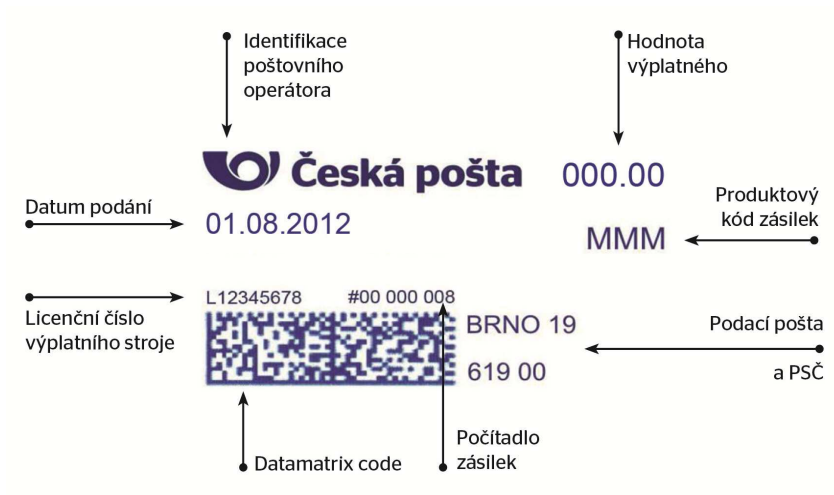 Identifikace
poštovního
operátora
Hodnota
výplatného
Česká pošta
000.00
Datum podání
01.08.2012
Produktový
kód zásilek
MMM
L12345678
#00 000 008
Licenční číslo
výplatního stroje
BRNO 19
619 00
Podací pošta
a PSČ
Datamatrix code
Počítadlo
zásilek